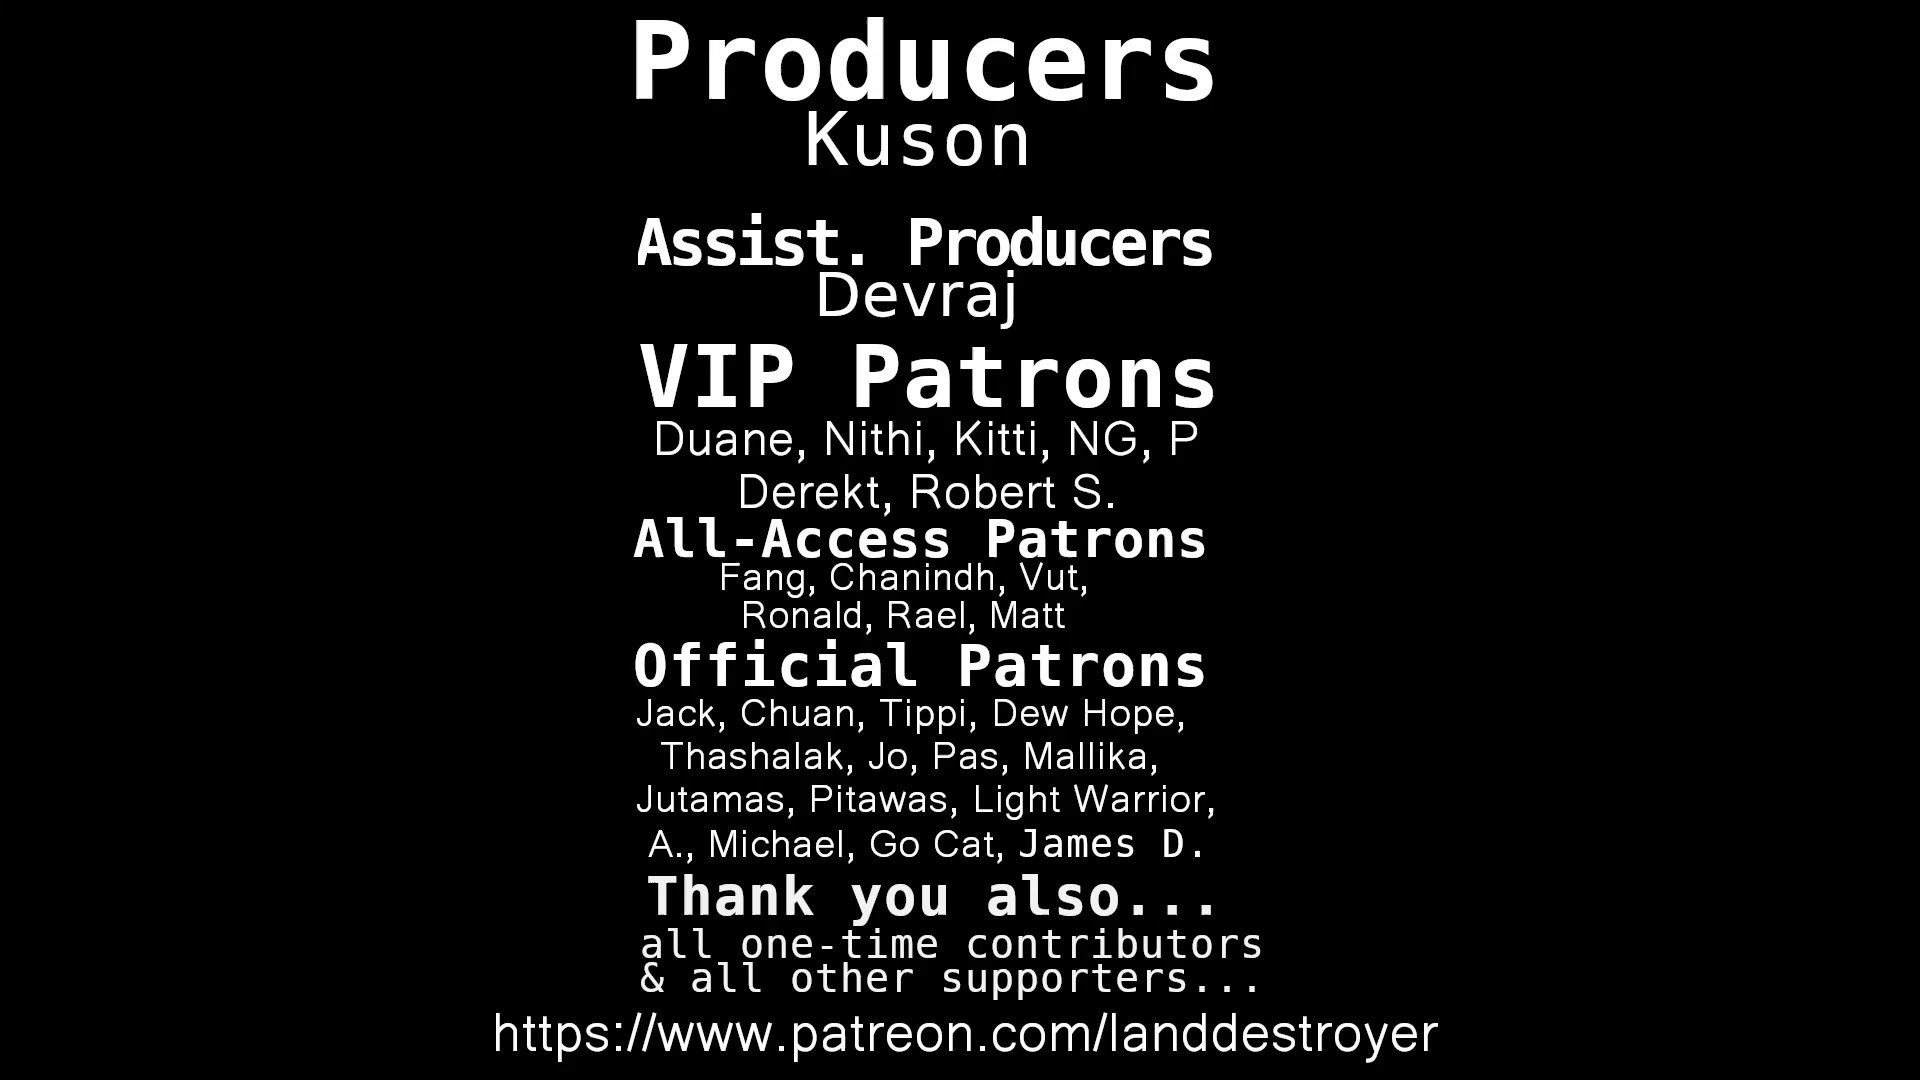 Producers
Kuson
Assist. Producers
Devraj
VIP Patrons
Duane, Nithi, Kitti, NG, P
Derekt, Robert S.
All-Access Patrons
Fang, Chanindh, Vut,
Ronald, Rael, Matt
Official Patrons
Jack, Chuan, Tippi, Dew Hope,
Thashalak, Jo, Pas, Mallika,
Jutamas, Pitawas, Light Warrior,
A., Michael, Go Cat, James D.
Thank you also...
all one-time contributors
& all other supporters...
https://www.patreon.com/landdestroyer